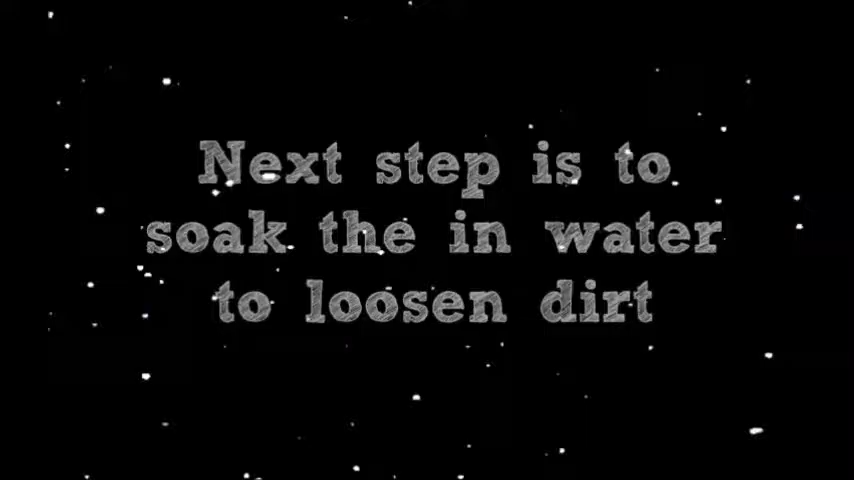 Next step is to
soak the in water
to loosen dirt